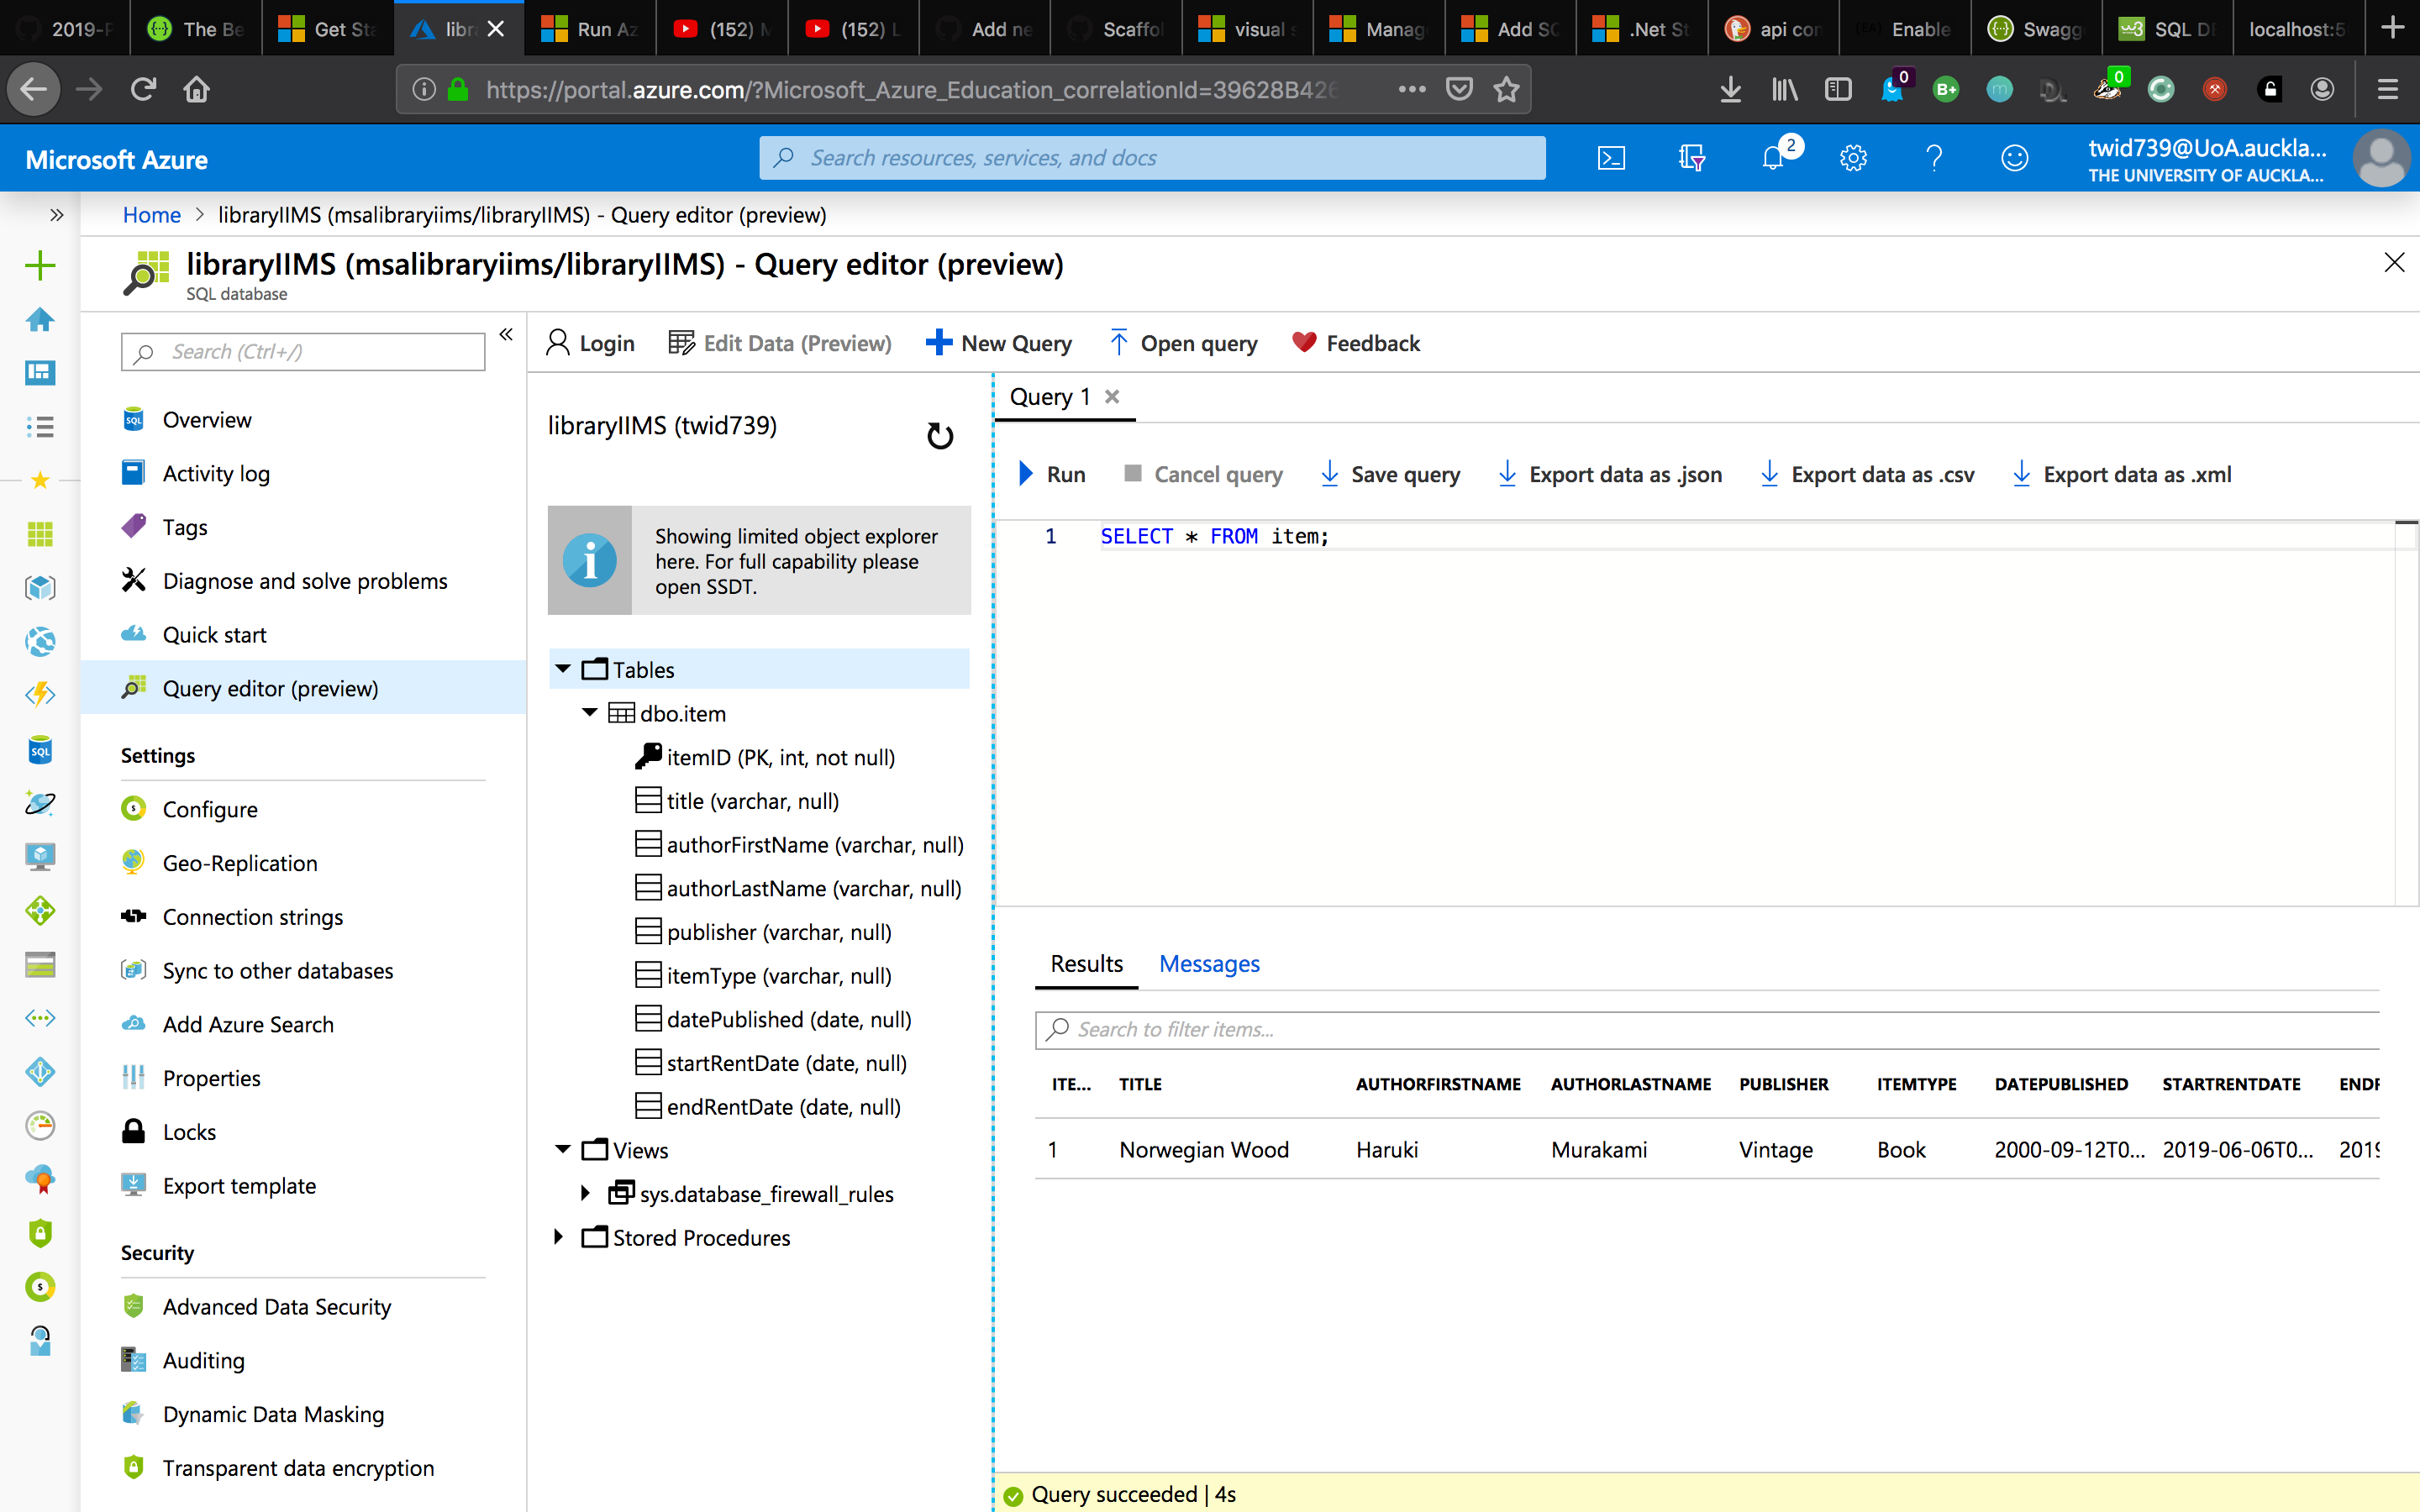 2019-P
The Be
Get Sta
libra
Run Az
(152) M
(152) L
Add ne
Scaffol
visual s
Manag
Add SQ
.Net St
api con
Enable
Swagg
SQL D
localhost:5
https://portal.azure.com/?Microsoft_Azure_Education_correlationId=39628B426
0
B+
m
0
Microsoft Azure
Search resources, services, and docs
2
twid739@UoA.auckla...
THE UNIVERSITY OF AUCKLA...
Home > libraryIIMS (msalibraryiims/libraryIIMS) - Query editor (preview)
libraryIIMS (msalibraryiims/libraryIIMS) - Query editor (preview)
SQL database
Search (Ctrl+/)
Overview
Activity log
Tags
Diagnose and solve problems
Quick start
Query editor (preview)
Settings
Configure
Geo-Replication
Connection strings
Sync to other databases
Add Azure Search
Properties
Locks
Export template
Security
Advanced Data Security
Auditing
Dynamic Data Masking
Transparent data encryption
Login
Edit Data (Preview)
New Query
Open query
Feedback
libraryIIMS (twid739)
Showing limited object explorer
here. For full capability please
open SSDT.
Tables
dbo.item
itemID (PK, int, not null)
title (varchar, null)
authorFirstName (varchar, null)
authorLastName (varchar, null)
publisher (varchar, null)
itemType (varchar, null)
datePublished (date, null)
startRentDate (date, null)
endRentDate (date, null)
Views
sys.database_firewall_rules
Stored Procedures
Query 1
Run
Cancel query
Save query
Export data as .json
Export data as .csv
Export data as .xml
1 SELECT * FROM item;
Results
Messages
Search to filter items...
ITE... TITLE AUTHORFIRSTNAME AUTHORLASTNAME PUBLISHER ITEMTYPE DATEPUBLISHED STARTRENTDATE ENDR
1 Norwegian Wood Haruki Murakami Vintage Book 2000-09-12T0... 2019-06-06T0... 2019
Query succeeded | 4s